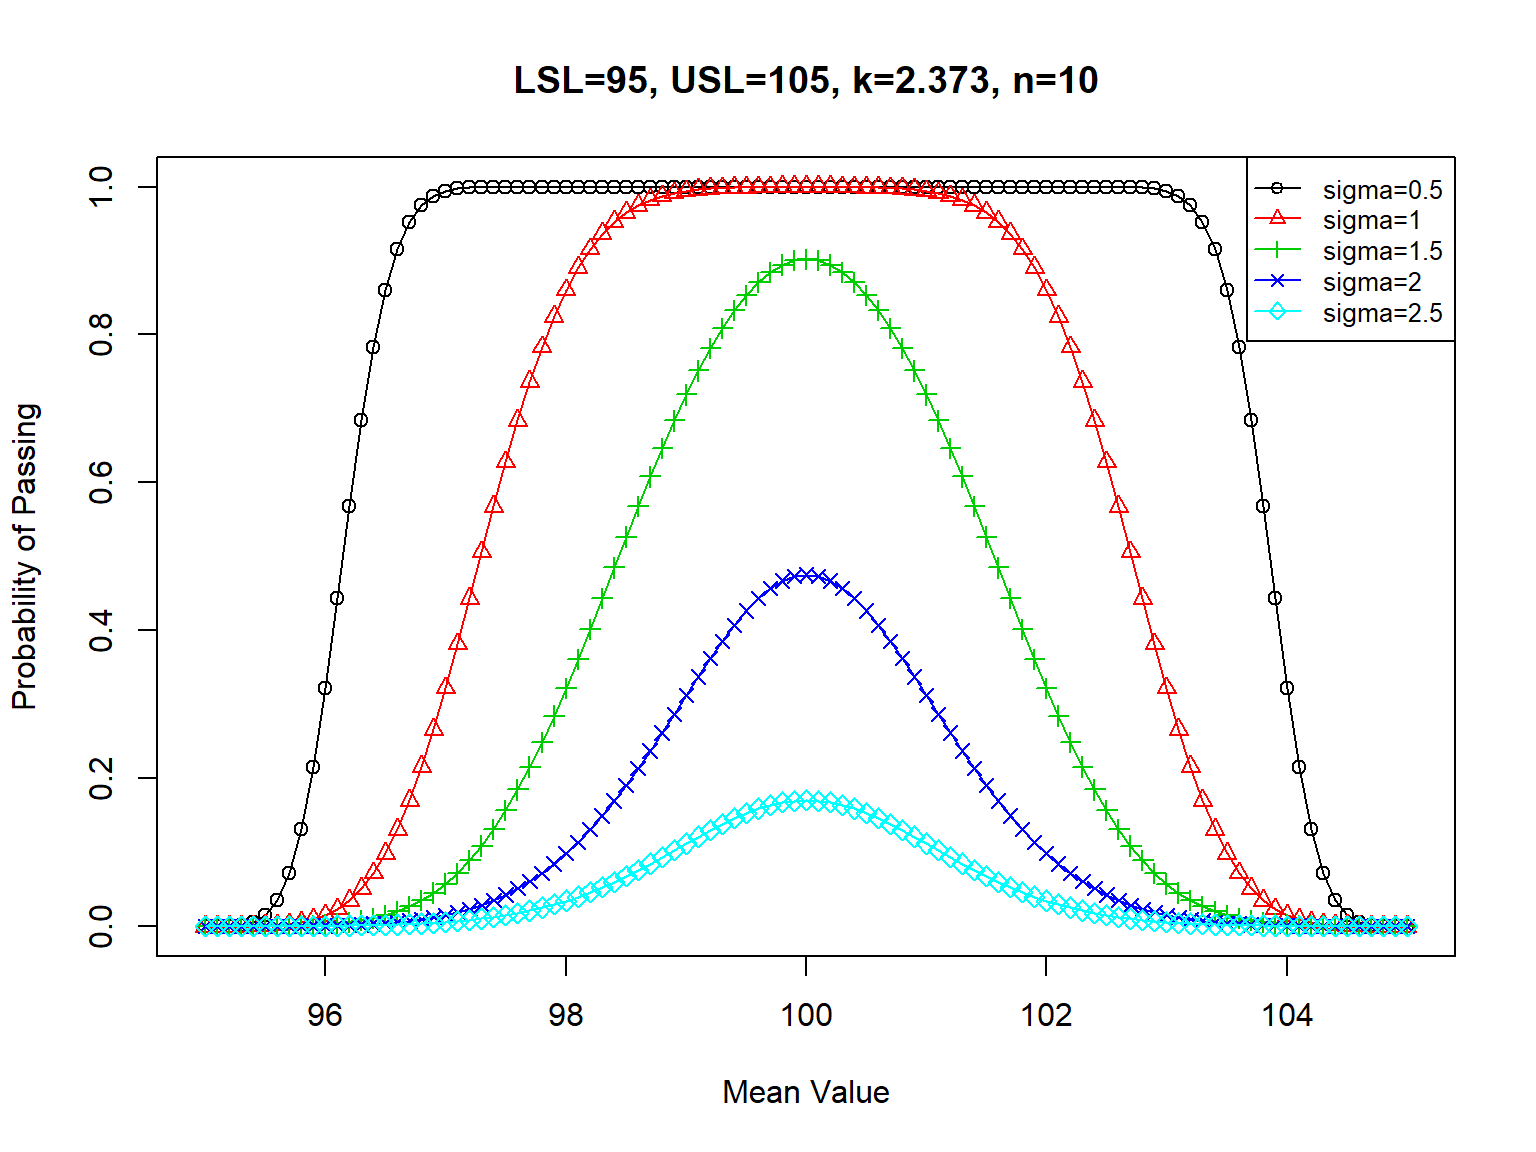 LSL=95, USL=105, k=2.373, n=10
Probability of Passing
1.0
0.8
0.6
0.4
0.2
0.0
sigma=0.5
sigma=1
sigma=1.5
sigma=2
sigma=2.5
96 98 100 102 104
Mean Value